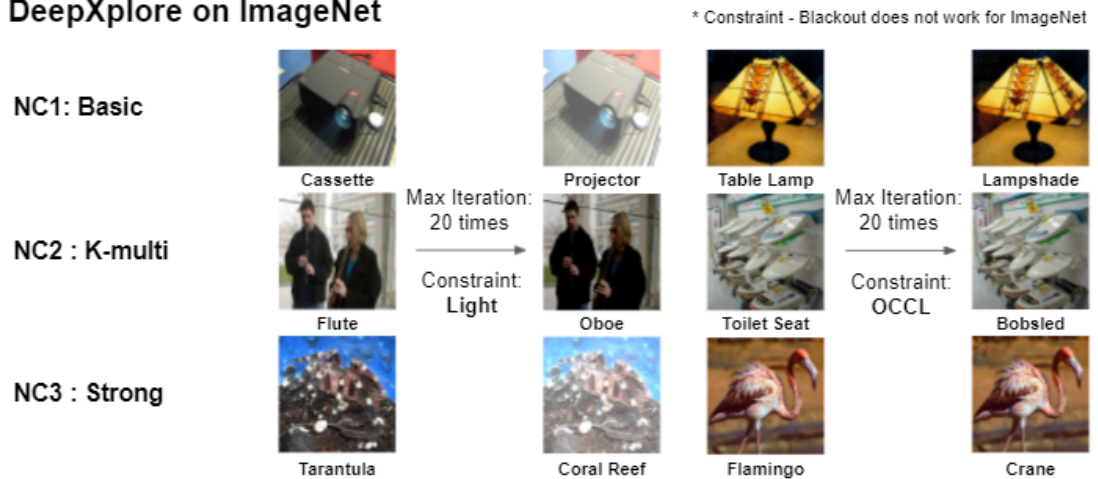 DeepXplore on ImageNet
* Constraint - Blackout does not work for ImageNet
NC1: Basic
Cassette
Projector
Table Lamp
Lampshade
Max Iteration:
20 times
Max Iteration:
20 times
NC2 : K-multi
Constraint:
Light
Constraint:
OCCL
Flute
Oboe
Toilet Seat
Bobsled
NC3 : Strong
Tarantula
Coral Reef
Flamingo
Crane